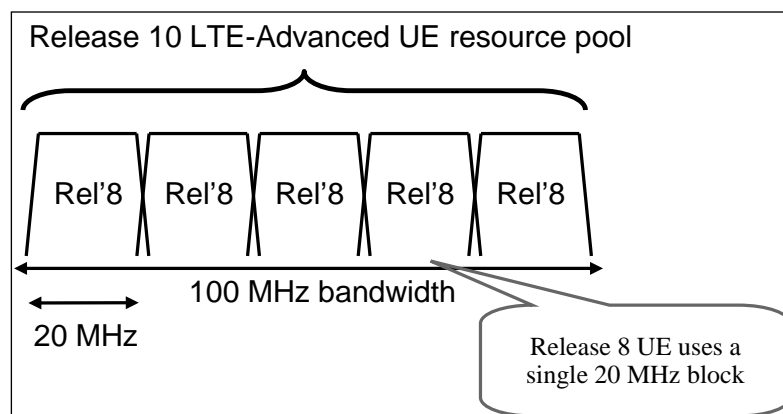 Release 10 LTE-Advanced UE resource pool
Rel'8 Rel'8 Rel'8 Rel'8 Rel'8
100 MHz bandwidth
20 MHz
Release 8 UE uses a
single 20 MHz block